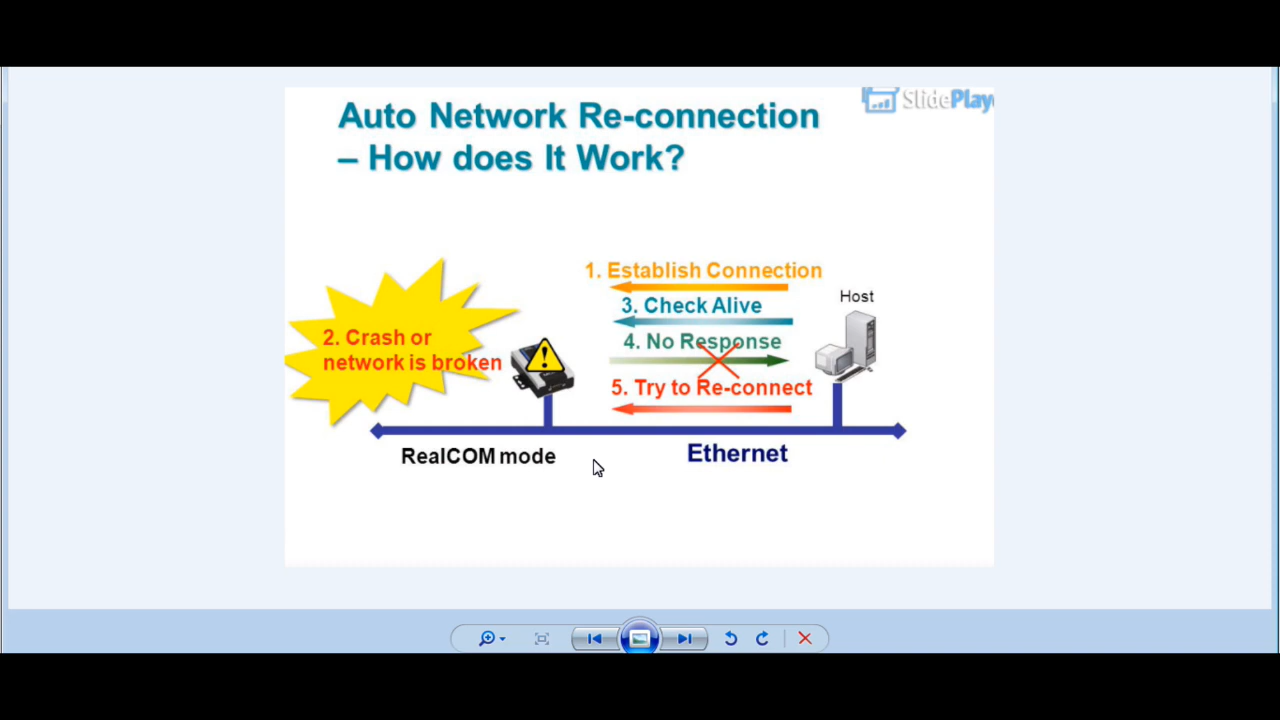 SlidePlay
Auto Network Re-connection
– How does It Work?
1. Establish Connection
Host
3. Check Alive
2. Crash or
network is broken
4. No Response
5. Try to Re-connect
RealCOM mode
Ethernet